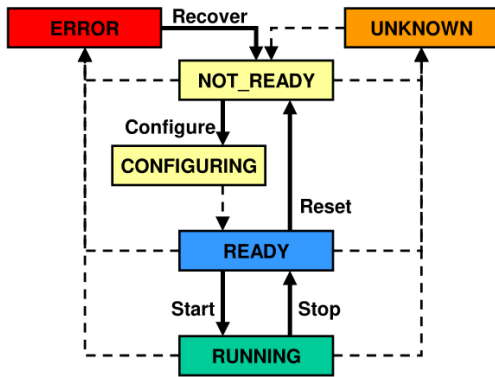 Recover
ERROR
UNKNOWN
NOT_READY
Configure
CONFIGURING
Reset
READY
Start
Stop
RUNNING